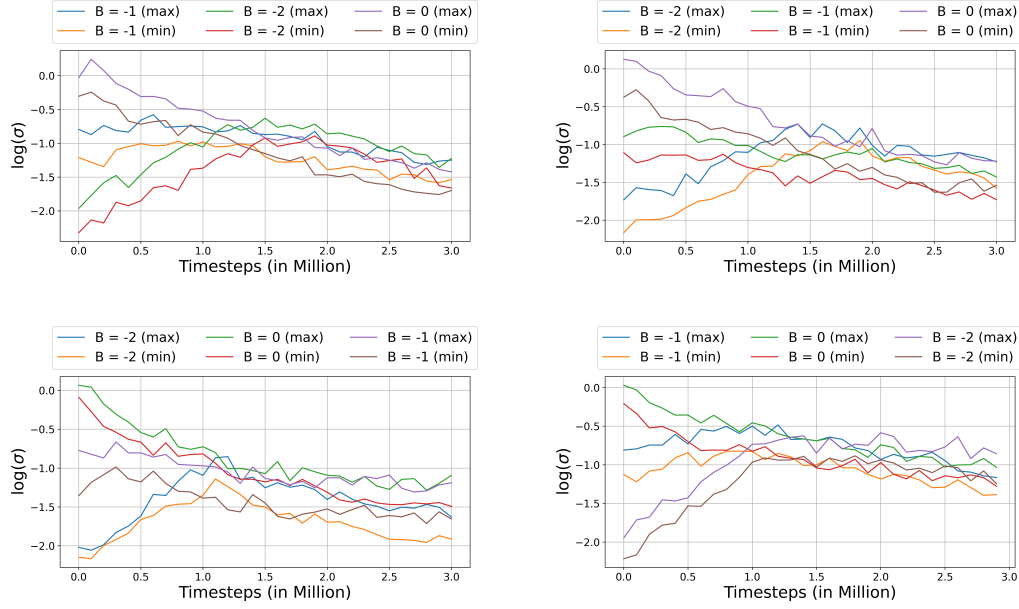 B = -1 (max) B = -2 (max) B = 0 (max)
B = -1 (min) B = -2 (min) B = 0 (min)
0.0
−0.5
−1.0
−1.5
−2.0
log(σ)
0.0 0.5 1.0 1.5 2.0 2.5 3.0
Timesteps (in Million)
B = -2 (max) B = -1 (max) B = 0 (max)
B = -2 (min) B = -1 (min) B = 0 (min)
0.0
−0.5
−1.0
−1.5
−2.0
log(σ)
0.0 0.5 1.0 1.5 2.0 2.5 3.0
Timesteps (in Million)
B = -2 (max) B = 0 (max) B = -1 (max)
B = -2 (min) B = 0 (min) B = -1 (min)
0.0
−0.5
−1.0
−1.5
−2.0
log(σ)
0.0 0.5 1.0 1.5 2.0 2.5 3.0
Timesteps (in Million)
B = -1 (max) B = 0 (max) B = -2 (max)
B = -1 (min) B = 0 (min) B = -2 (min)
0.0
−0.5
−1.0
−1.5
−2.0
log(σ)
0.0 0.5 1.0 1.5 2.0 2.5 3.0
Timesteps (in Million)